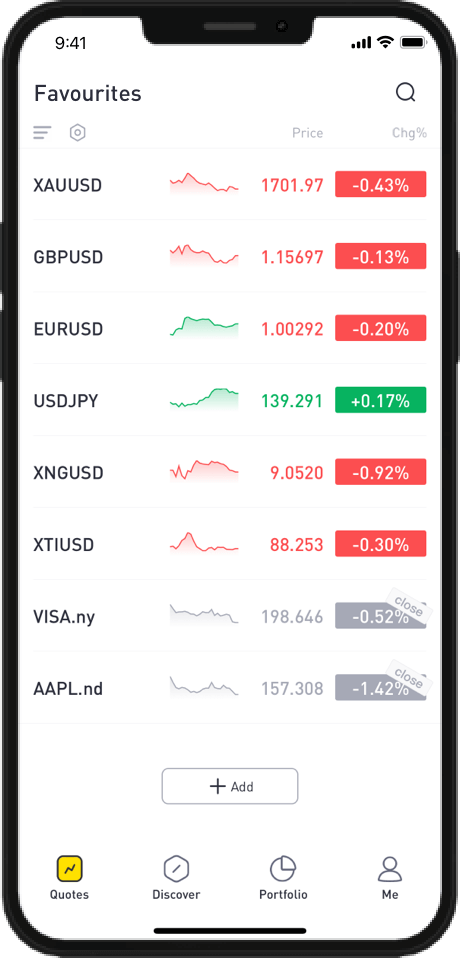 9:41
Favourites
Price Chg%
XAUUSD 1701.97 -0.43%
GBPUSD 1.15697 -0.13%
EURUSD 1.00292 -0.20%
USDJPY 139.291 +0.17%
XNGUSD 9.0520 -0.92%
XTIUSD 88.253 -0.30%
close
VISA.ny 198.646 -0.52%
close
AAPL.nd 157.308 -1.42%
+ Add
Quotes Discover Portfolio Me